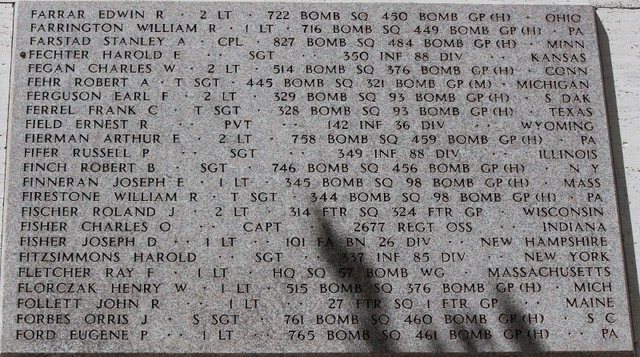 FARRAR EDWIN R · 2 LT · 722 BOMB SQ 450 BOMB GP (H) · OHIO
FARRINGTON WILLIAM R · 1 LT · 716 BOMB SQ 449 BOMB GP (H) · PA
FARSTAD STANLEY A · CPL · 827 BOMB SQ 484 BOMB GP (H) · MINN
FECHTER HAROLD E · · SGT · · 350 INF 88 DIV · · KANSAS
FEGAN CHARLES W · 2 LT · 514 BOMB SQ 376 BOMB GP (H) · CONN
FEHR ROBERT A · T SGT · 445 BOMB SQ 321 BOMB GP (M) · MICHIGAN
FERGUSON EARL F · 2 LT · 329 BOMB SQ 93 BOMB GP (H) · S DAK
FERREL FRANK C · T SGT · 328 BOMB SQ 93 BOMB GP (H) · TEXAS
FIELD ERNEST R · · PVT · · 142 INF 36 DIV · · WYOMING
FIERMAN ARTHUR E · 2 LT · 758 BOMB SQ 459 BOMB GP (H) · PA
FIFER RUSSELL P · · SGT · · 349 INF 88 DIV · · ILLINOIS
FINCH ROBERT B · SGT · 746 BOMB SQ 456 BOMB GP (H) · N Y
FINNERAN JOSEPH E · 1 LT · 345 BOMB SQ 98 BOMB GP (H) · MASS
FIRESTONE WILLIAM R · T SGT · 344 BOMB SQ 98 BOMB GP (H) · PA
FISCHER ROLAND J · 2 LT · 314 FTR SQ 324 FTR GP · WISCONSIN
FISHER CHARLES O · · CAPT · · 2677 REGT OSS · · INDIANA
FISHER JOSEPH D · · 1 LT · · 101 FA BN 26 DIV · · NEW HAMPSHIRE
FITZSIMMONS HAROLD · · SGT · · 337 INF 85 DIV · · NEW YORK
FLETCHER RAY F · 1 LT · HQ SQ 57 BOMB WG · MASSACHUSETTS
FLORCZAK HENRY W · 1 LT · 515 BOMB SQ 376 BOMB GP (H) · MICH
FOLLETT JOHN R · · 1 LT · · 27 FTR SQ 1 FTR GP · · MAINE
FORBES ORRIS J · S SGT · 761 BOMB SQ 460 BOMB GP (H) · S C
FORD EUGENE P · · 1 LT · · 765 BOMB SQ 461 BOMB GP (H) · · PA